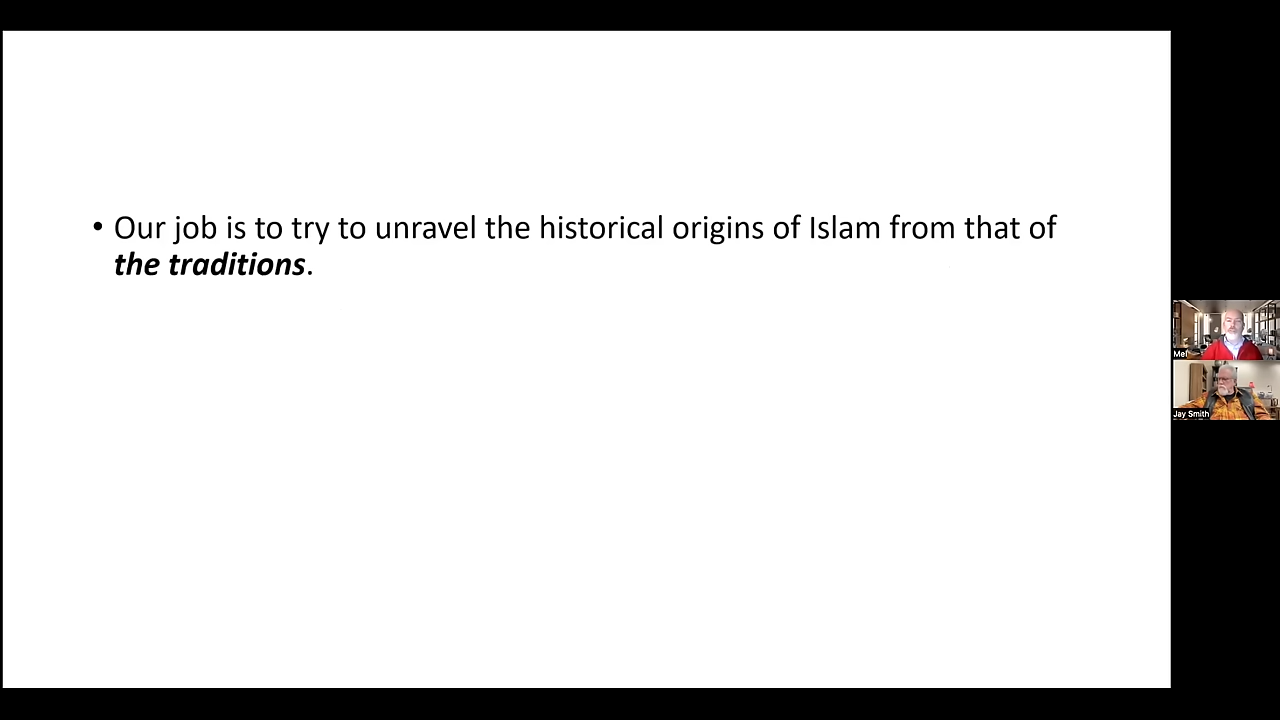 • Our job is to try to unravel the historical origins of Islam from that of
the traditions.
Mel
Jay Smith